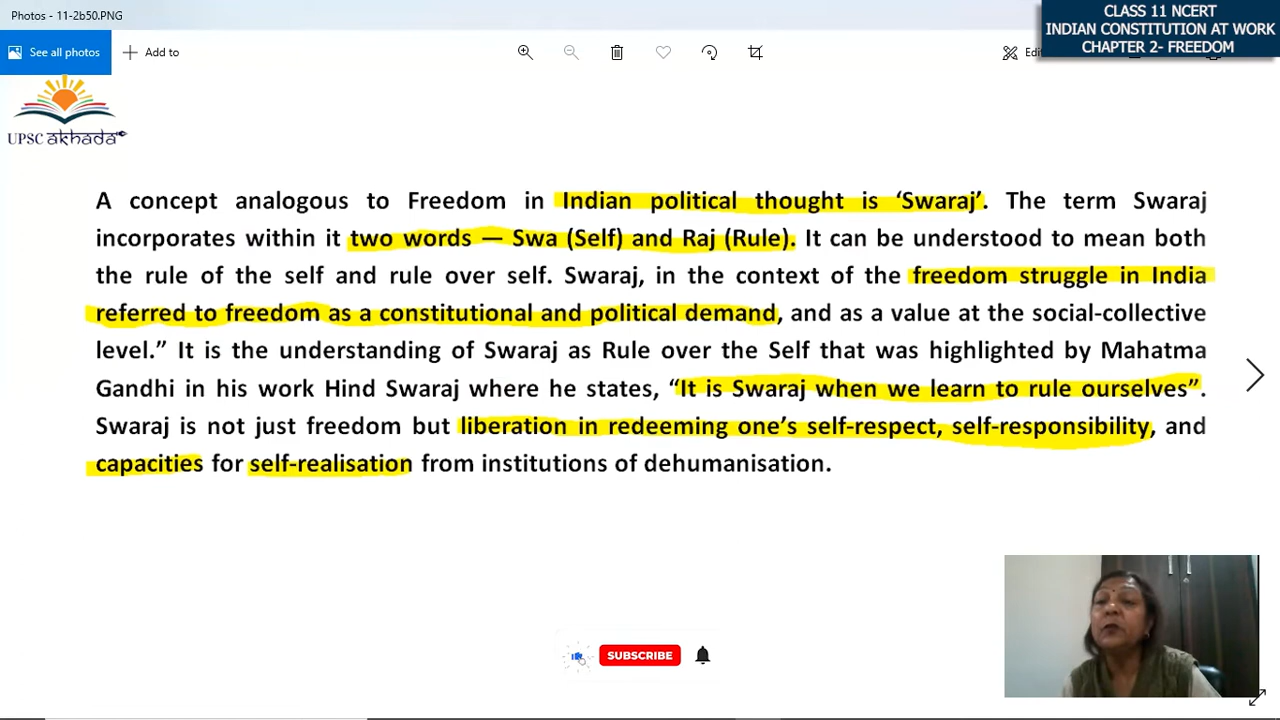 Photos - 11-2b50.PNG
CLASS 11 NCERT
INDIAN CONSTITUTION AT WORK
CHAPTER 2- FREEDOM
See all photos
Add to
UPSC akhada
A concept analogous to Freedom in Indian political thought is ‘Swaraj’. The term Swaraj
incorporates within it two words — Swa (Self) and Raj (Rule). It can be understood to mean both
the rule of the self and rule over self. Swaraj, in the context of the freedom struggle in India
referred to freedom as a constitutional and political demand, and as a value at the social-collective
level.” It is the understanding of Swaraj as Rule over the Self that was highlighted by Mahatma
Gandhi in his work Hind Swaraj where he states, “It is Swaraj when we learn to rule ourselves”.
Swaraj is not just freedom but liberation in redeeming one’s self-respect, self-responsibility, and
capacities for self-realisation from institutions of dehumanisation.
SUBSCRIBE